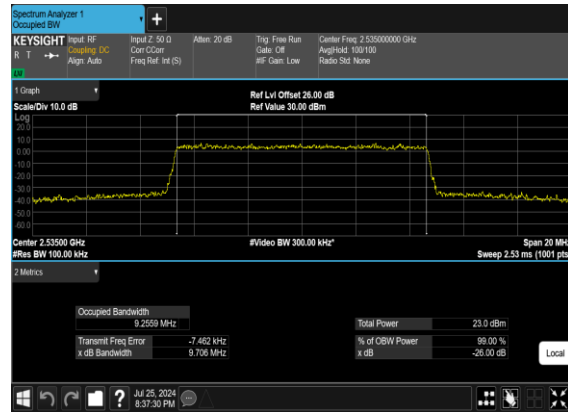 Spectrum Analyzer 1
Occupied BW
+
KEYSIGHT Input: RF Input Z: 50 Ω Atten: 20 dB Trig: Free Run Center Freq: 2.535000000 GHz
R T Coupling: DC Corr CCorr Gate: Off Avg|Hold: 100/100
Align: Auto Freq Ref: Int (S) #IF Gain: Low Radio Std: None
LXI
1 Graph
Ref Lvl Offset 26.00 dB
Scale/Div 10.0 dB Ref Value 30.00 dBm
Log
20.0
10.0
0.00
-10.0
-20.0
-30.0
-40.0
-50.0
-60.0
Center 2.53500 GHz #Video BW 300.00 kHz* Span 20 MHz
#Res BW 100.00 kHz Sweep 2.53 ms (1001 pts
2 Metrics
Occupied Bandwidth
9.2559 MHz Total Power 23.0 dBm
Transmit Freq Error -7.462 kHz % of OBW Power 99.00 %
x dB Bandwidth 9.706 MHz x dB -26.00 dB
Local
? Jul 25, 2024
8:37:30 PM